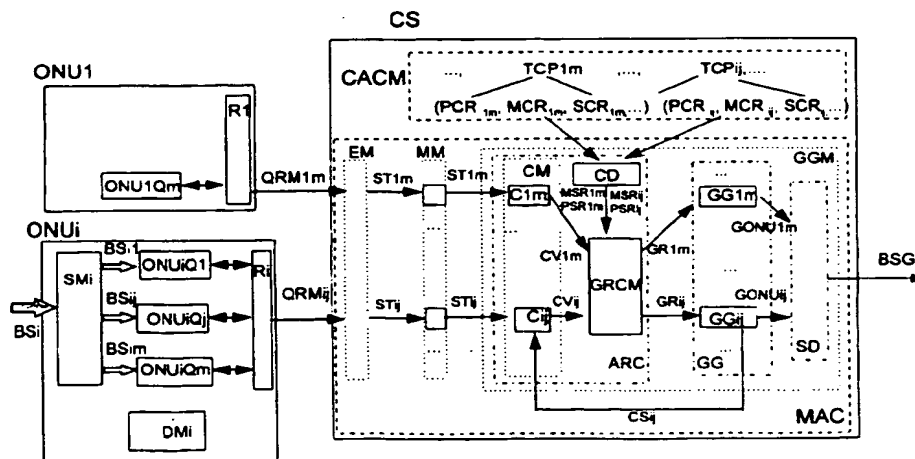 CS
ONU1
R1
ONU1Qm
QRM1m
CACM
..., TCP1m ,...., TCPij,....
(PCR1m, MCR1m, SCR1m,...) (PCRij, MCRij, SCRij,...)
EM
MM
CM
CD
GGM
ST1m
ST1m
C1m
MSR1m
PSR1m
MSRij
PSRij
GG1m
GONU1m
CV1m
GR1m
GRCM
BSG
ONUi
BSi1
SMi
ONUiQ1
Ri
BSij
ONUiQj
BSi
BSim
ONUiQm
DMi
QRMij
STij
STij
Cij
CVij
GRij
GGij
GONUij
SD
ARC
GG
CSij
MAC